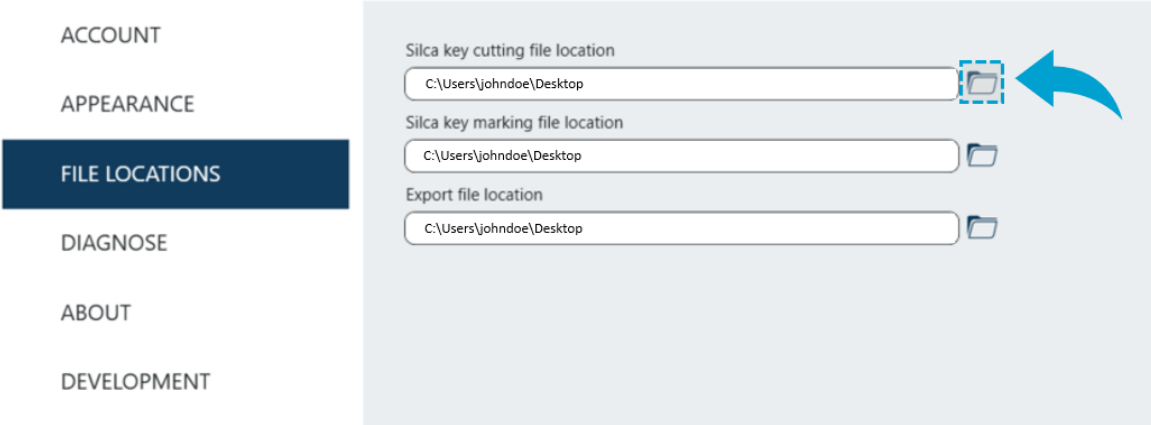 ACCOUNT
APPEARANCE
FILE LOCATIONS
DIAGNOSE
ABOUT
DEVELOPMENT
Silca key cutting file location
C:\Users\johndoe\Desktop
Silca key marking file location
C:\Users\johndoe\Desktop
Export file location
C:\Users\johndoe\Desktop